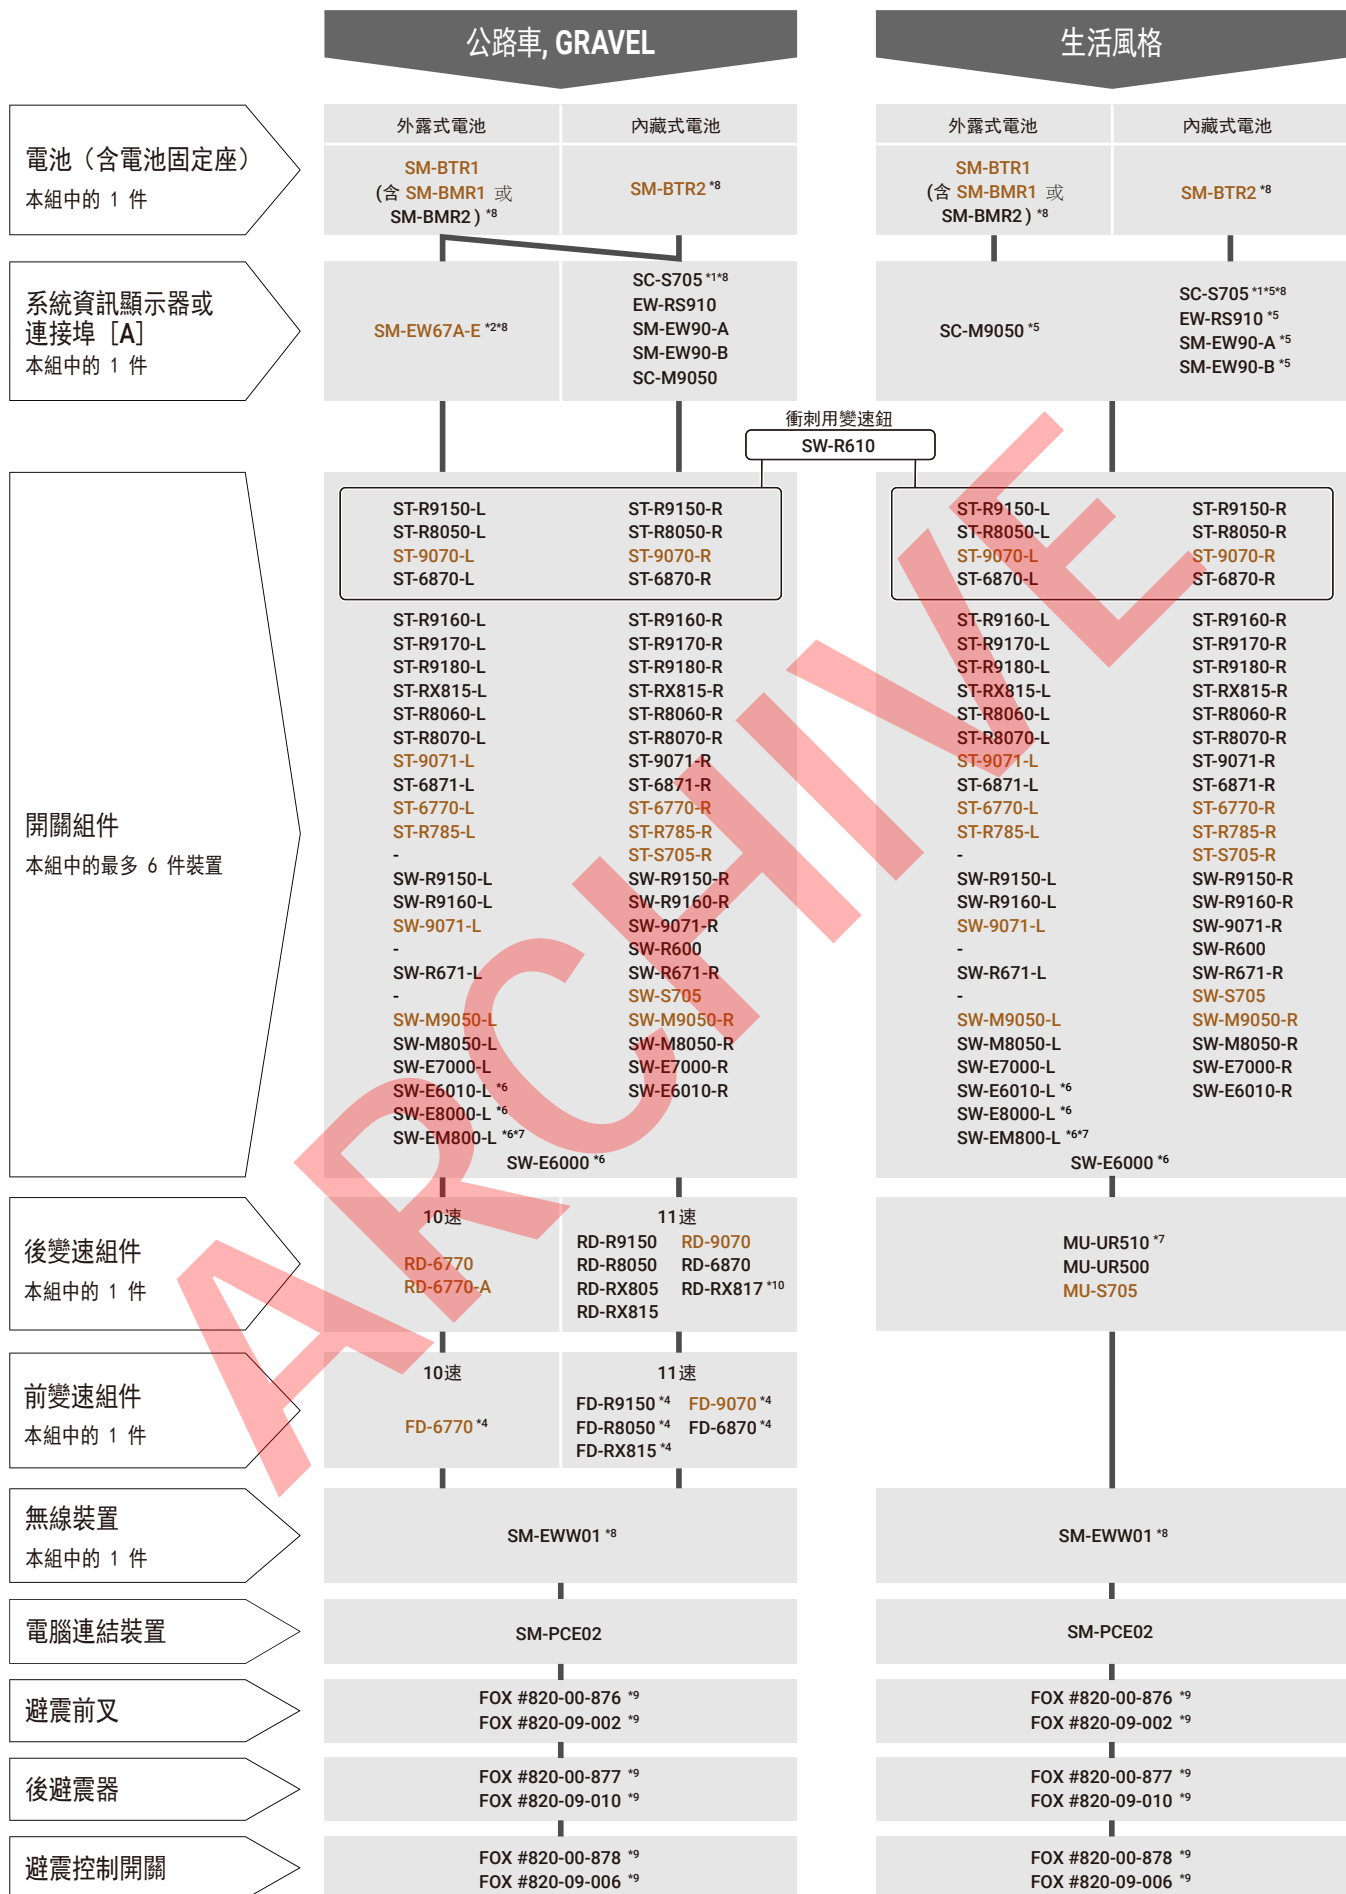 公路車, GRAVEL
生活風格
電池（含電池固定座）
本組中的 1 件
外露式電池
內藏式電池
SM-BTR1
(含 SM-BMR1 或
SM-BMR2 ) *8
SM-BTR2 *8
外露式電池
內藏式電池
SM-BTR1
(含 SM-BMR1 或
SM-BMR2 ) *8
SM-BTR2 *8
系統資訊顯示器或
連接埠［A］
本組中的 1 件
SM-EW67A-E *2*8
SC-S705 *1*8
EW-RS910
SM-EW90-A
SM-EW90-B
SC-M9050
SC-M9050 *5
SC-S705 *1*5*8
EW-RS910 *5
SM-EW90-A *5
SM-EW90-B *5
衝刺用變速鈕
SW-R610
開關組件
本組中的最多 6 件裝置
ST-R9150-L
ST-R8050-L
ST-9070-L
ST-6870-L
ST-R9160-L
ST-R9170-L
ST-R9180-L
ST-RX815-L
ST-R8060-L
ST-R8070-L
ST-9071-L
ST-6871-L
ST-6770-L
ST-R785-L
-
SW-R9150-L
SW-R9160-L
SW-9071-L
-
SW-R671-L
-
SW-M9050-L
SW-M8050-L
SW-E7000-L
SW-E6010-L *6
SW-E8000-L *6
SW-EM800-L *6*7
ST-R9150-R
ST-R8050-R
ST-9070-R
ST-6870-R
ST-R9160-R
ST-R9170-R
ST-R9180-R
ST-RX815-R
ST-R8060-R
ST-R8070-R
ST-9071-R
ST-6871-R
ST-6770-R
ST-R785-R
ST-S705-R
SW-R9150-R
SW-R9160-R
SW-9071-R
SW-R600
SW-R671-R
SW-S705
SW-M9050-R
SW-M8050-R
SW-E7000-R
SW-E6010-R
SW-E6000 *6
ST-R9150-L
ST-R8050-L
ST-9070-L
ST-6870-L
ST-R9160-L
ST-R9170-L
ST-R9180-L
ST-RX815-L
ST-R8060-L
ST-R8070-L
ST-9071-L
ST-6871-L
ST-6770-L
ST-R785-L
-
SW-R9150-L
SW-R9160-L
SW-9071-L
-
SW-R671-L
-
SW-M9050-L
SW-M8050-L
SW-E7000-L
SW-E6010-L *6
SW-E8000-L *6
SW-EM800-L *6*7
ST-R9150-R
ST-R8050-R
ST-9070-R
ST-6870-R
ST-R9160-R
ST-R9170-R
ST-R9180-R
ST-RX815-R
ST-R8060-R
ST-R8070-R
ST-9071-R
ST-6871-R
ST-6770-R
ST-R785-R
ST-S705-R
SW-R9150-R
SW-R9160-R
SW-9071-R
SW-R600
SW-R671-R
SW-S705
SW-M9050-R
SW-M8050-R
SW-E7000-R
SW-E6010-R
SW-E6000 *6
後變速組件
本組中的 1 件
10速
RD-6770
RD-6770-A
11速
RD-R9150 RD-9070
RD-R8050 RD-6870
RD-RX805 RD-RX817 *10
RD-RX815
MU-UR510 *7
MU-UR500
MU-S705
前變速組件
本組中的 1 件
10速
FD-6770 *4
11速
FD-R9150 *4 FD-9070 *4
FD-R8050 *4 FD-6870 *4
FD-RX815 *4
無線裝置
本組中的 1 件
SM-EWW01 *8
SM-EWW01 *8
電腦連結裝置
SM-PCE02
SM-PCE02
避震前叉
FOX #820-00-876 *9
FOX #820-09-002 *9
FOX #820-00-876 *9
FOX #820-09-002 *9
後避震器
FOX #820-00-877 *9
FOX #820-09-010 *9
FOX #820-00-877 *9
FOX #820-09-010 *9
避震控制開關
FOX #820-00-878 *9
FOX #820-09-006 *9
FOX #820-00-878 *9
FOX #820-09-006 *9
ARCHIVE